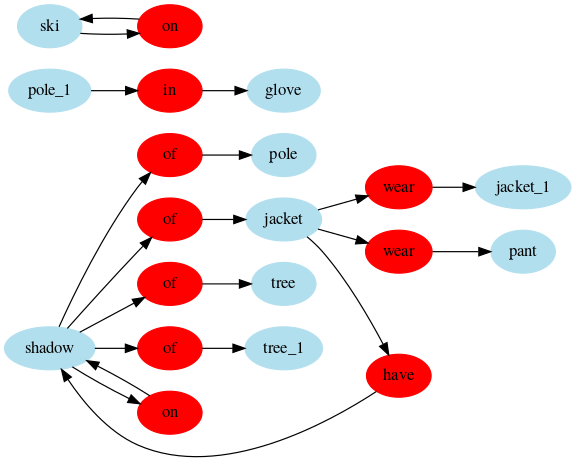 ski on
pole_1 in glove
of pole
wear jacket_1
of jacket
wear pant
of tree
shadow of tree_1
have
on